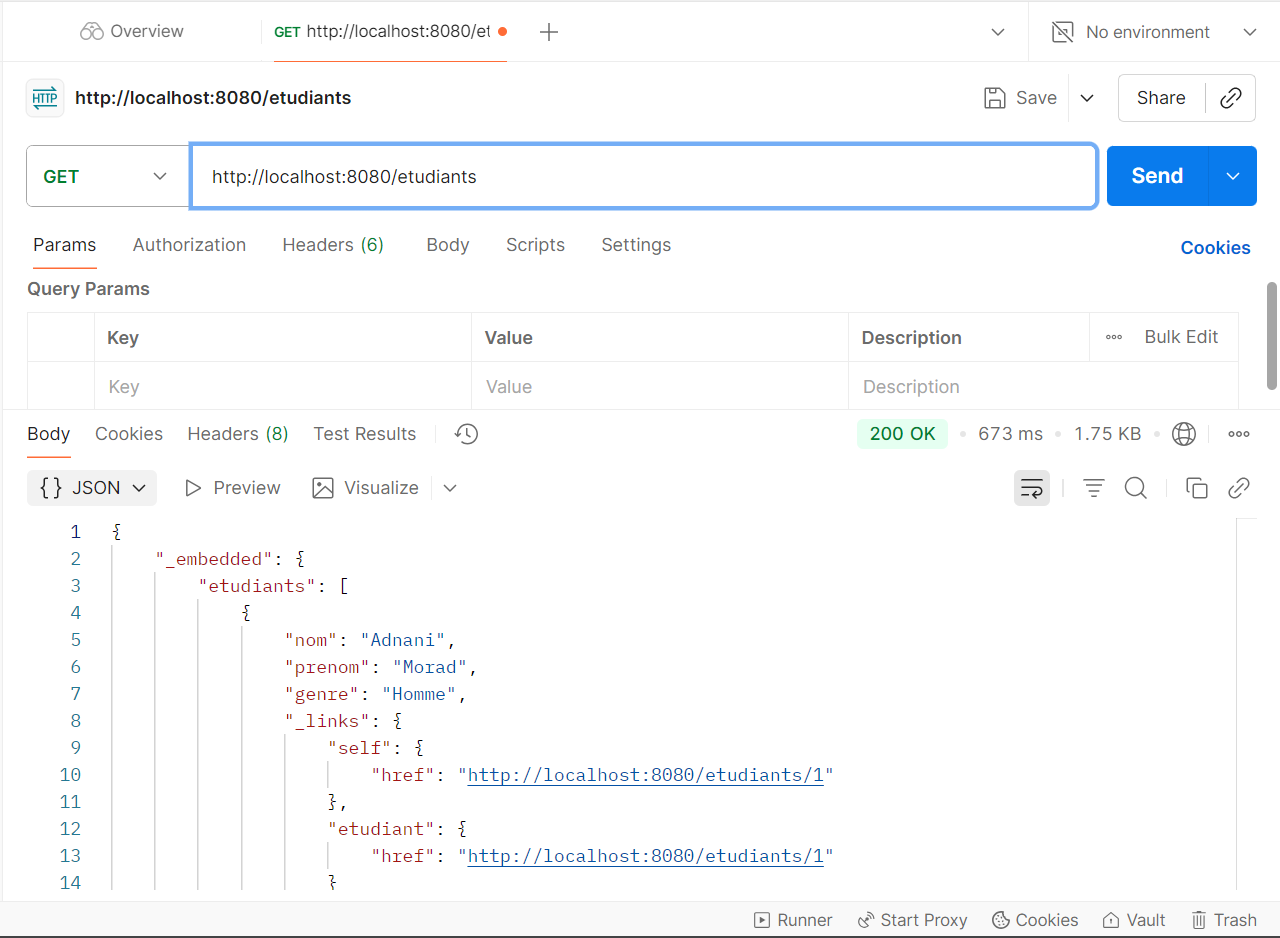 Overview GET http://localhost:8080/et No environment
HTTP http://localhost:8080/etudiants Save Share
GET http://localhost:8080/etudiants Send
Params Authorization Headers (6) Body Scripts Settings Cookies
Query Params
Key Value Description Bulk Edit
Key Value Description
Body Cookies Headers (8) Test Results 200 OK 673 ms 1.75 KB
{} JSON Preview Visualize
1 {
2 "_embedded": {
3 "etudiants": [
4 {
5 "nom": "Adnani",
6 "prenom": "Morad",
7 "genre": "Homme",
8 "_links": {
9 "self": {
10 "href": "http://localhost:8080/etudiants/1"
11 },
12 "etudiant": {
13 "href": "http://localhost:8080/etudiants/1"
14 }
Runner Start Proxy Cookies Vault Trash